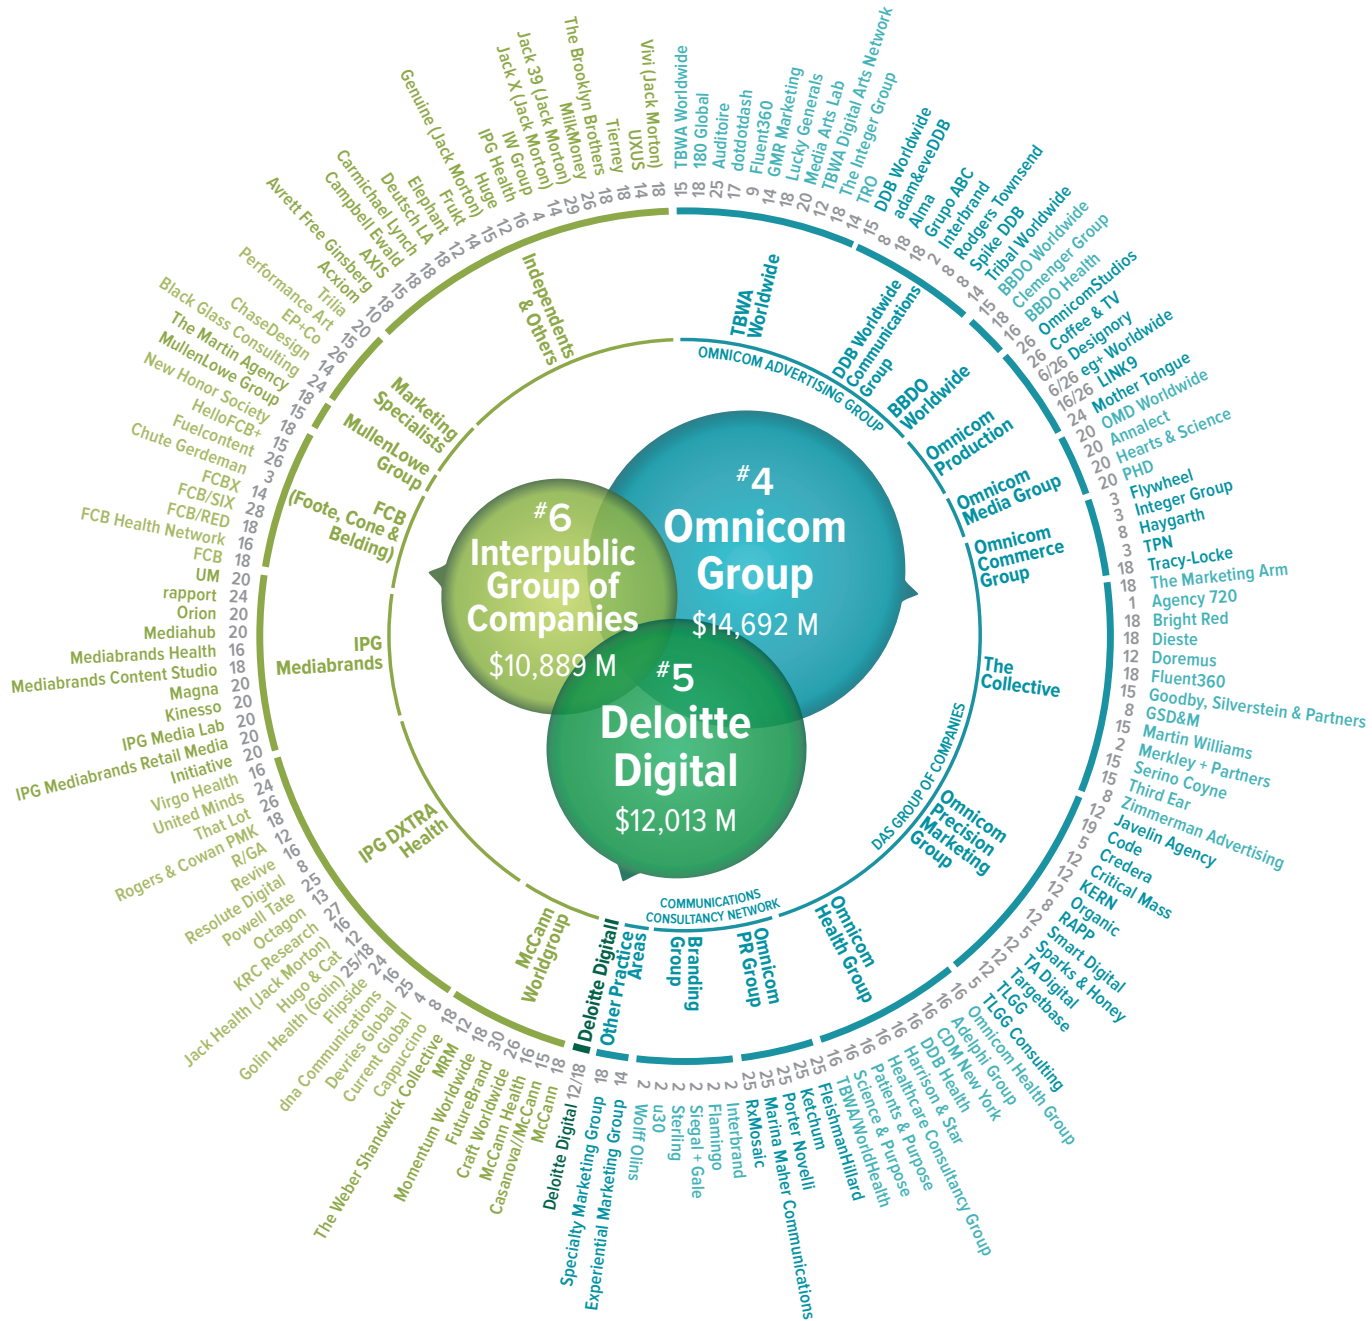 #4
Omnicom
Group
$14,692 M
#6
Interpublic
Group of
Companies
$10,889 M
#5
Deloitte
Digital
$12,013 M
OMNICOM ADVERTISING GROUP
TBWA
Worldwide
15 TBWA Worldwide
18 180 Global
25 Auditoire
17 dotdotdash
9 Fluent360
14 GMR Marketing
18 Lucky Generals
20 Media Arts Lab
12 TBWA Digital Arts Network
18 The Integer Group
14 TRO
DDB Worldwide
Communications
Group
15 DDB Worldwide
8 adam&eveDDB
18 Alma
18 Grupo ABC
2 Interbrand
8 Rodgers Townsend
8 Spike DDB
14 Tribal Worldwide
BBDO
Worldwide
15 BBDO Worldwide
18 Clemenger Group
16 BBDO Health
Omnicom
Production
26 OmnicomStudios
26 Coffee & TV
6/26 Designory
6/26 eg+ Worldwide
16/26 LINK9
24 Mother Tongue
Omnicom
Media Group
20 OMD Worldwide
20 Annalect
20 Hearts & Science
20 PHD
Omnicom
Commerce
Group
3 Flywheel
3 Integer Group
8 Haygarth
3 TPN
18 Tracy-Locke
DAS GROUP OF COMPANIES
The
Collective
18 The Marketing Arm
1 Agency 720
18 Bright Red
18 Dieste
12 Doremus
18 Fluent360
15 Goodby, Silverstein & Partners
8 GSD&M
15 Martin Williams
2 Merkley + Partners
15 Serino Coyne
15 Third Ear
8 Zimmerman Advertising
Omnicom
Precision
Marketing
Group
12 Javelin Agency
19 Code
5 Credera
12 Critical Mass
12 KERN
12 Organic
8 RAPP
12 Smart Digital
5 Sparks & Honey
12 TA Digital
12 Targetbase
12 TLGG
5 TLGG Consulting
Omnicom
Health Group
16 Omnicom Health Group
16 Adelphi Group
16 CDM New York
16 DDB Health
16 Harrison & Star
16 Healthcare Consultancy Group
16 Patients & Purpose
16 Science & Purpose
16 TBWA/WorldHealth
COMMUNICATIONS
CONSULTANCY NETWORK
Omnicom
PR Group
25 FleishmanHillard
25 Ketchum
25 Porter Novelli
25 Marina Maher Communications
25 RxMosaic
Branding
Group
2 Interbrand
2 Flamingo
2 Siegal + Gale
2 Sterling
2 u30
2 Wolff Olins
Other Practice
Areas
14 Experiential Marketing Group
18 Specialty Marketing Group
Deloitte Digital
Deloitte Digital 12/18
McCann
Worldgroup
McCann 18
Casanova//McCann 15
McCann Health 16
Craft Worldwide 26
FutureBrand 30
Momentum Worldwide 18
MRM 12
The Weber Shandwick Collective 18
IPG DXTRA
Health
Cappuccino 8
Current Global 4
Devries Global 25
dna Communications 16
Flipside 24
Golin Health (Golin) 25/18
Hugo & Cat 12
Jack Health (Jack Morton) 16
KRC Research 27
Octagon 13
Powell Tate 25
Resolute Digital 8
Revive 16
R/GA 12
Rogers & Cowan PMK 18
That Lot 26
United Minds 24
Virgo Health 16
IPG
Mediabrands
Initiative 20
IPG Mediabrands Retail Media 20
IPG Media Lab 20
Kinesso 20
Magna 20
Mediabrands Content Studio 18
Mediabrands Health 16
Mediahub 20
Orion 20
rapport 24
UM 20
FCB
(Foote, Cone &
Belding)
FCB 18
FCB Health Network 16
FCB/RED 18
FCB/SIX 28
FCBX 14
Chute Gerdeman 3
Fuelcontent 26
HelloFCB+ 15
New Honor Society 18
MullenLowe
Group
MullenLowe Group 15
The Martin Agency 18
Marketing
Specialists
Black Glass Consulting 24
ChaseDesign 14
EP+Co 26
Performance Art 15
Trilia 20
Independents
& Others
Acxiom 10
Avrett Free Ginsberg 18
AXIS 15
Campbell Ewald 18
Carmichael Lynch 18
Deutsch LA 18
Elephant 12
Frukt 14
Genuine (Jack Morton) 15
Huge 12
IPG Health 16
IW Group 4
Jack X (Jack Morton) 14
Jack 39 (Jack Morton) 29
MilkMoney 26
The Brooklyn Brothers 18
Tierney 18
UXUS 14
Vivi (Jack Morton) 18